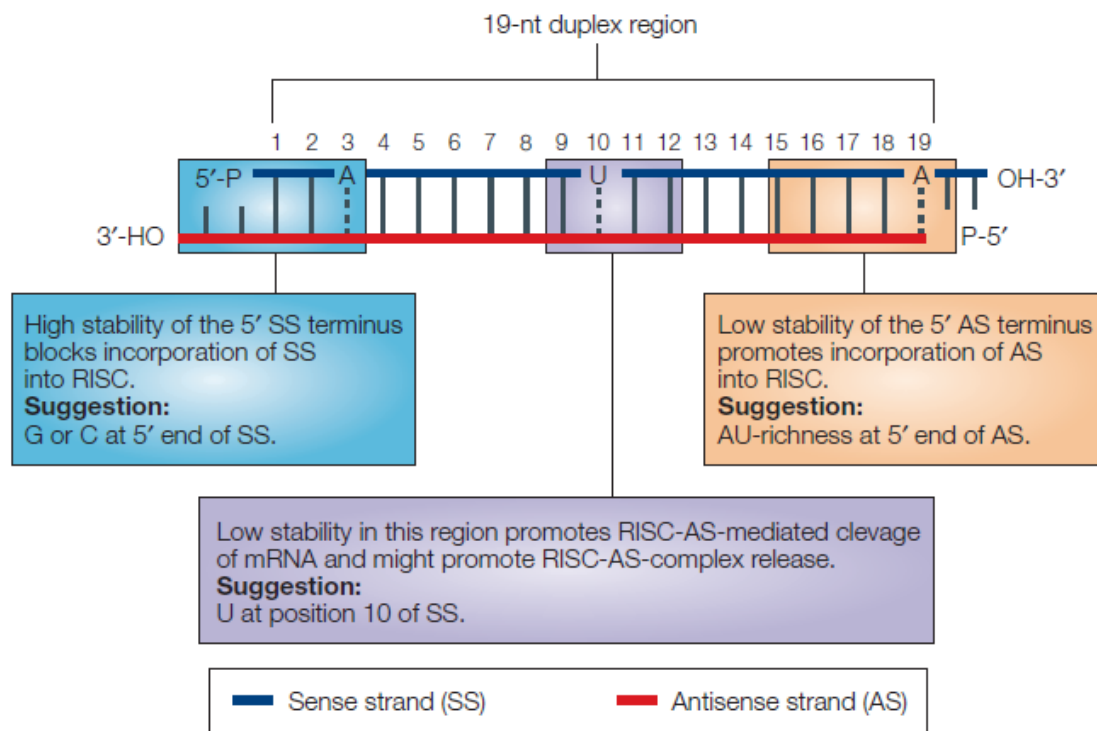 19-nt duplex region
1 2 3 4 5 6 7 8 9 10 11 12 13 14 15 16 17 18 19
5′-P A U A OH-3′
3′-HO P-5′
High stability of the 5′ SS terminus
blocks incorporation of SS
into RISC.
Suggestion:
G or C at 5′ end of SS.
Low stability of the 5′ AS terminus
promotes incorporation of AS
into RISC.
Suggestion:
AU-richness at 5′ end of AS.
Low stability in this region promotes RISC-AS-mediated clevage
of mRNA and might promote RISC-AS-complex release.
Suggestion:
U at position 10 of SS.
Sense strand (SS) Antisense strand (AS)